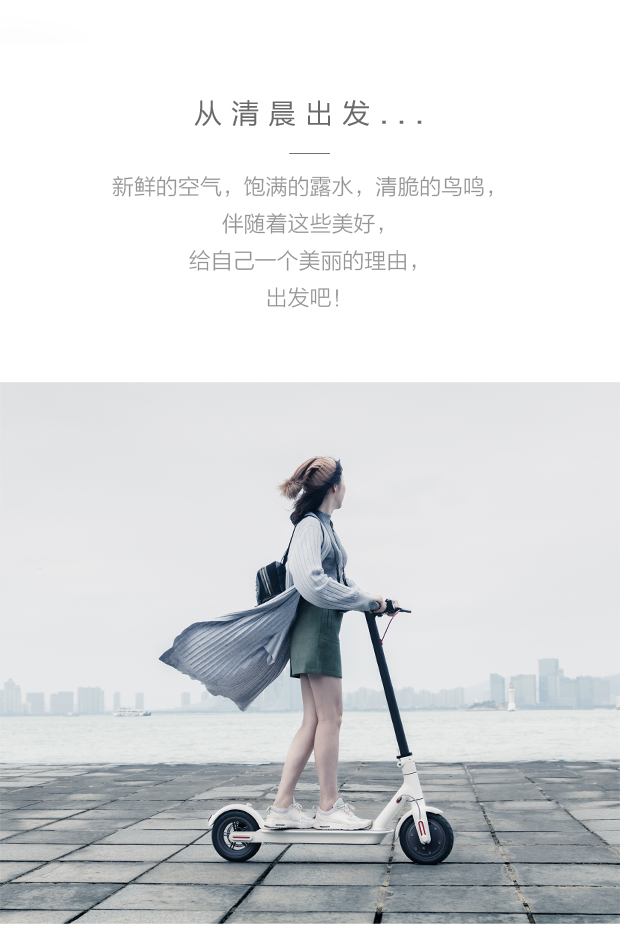 从清晨出发...
新鲜的空气，饱满的露水，清脆的鸟鸣，
伴随着这些美好，
给自己一个美丽的理由，
出发吧！